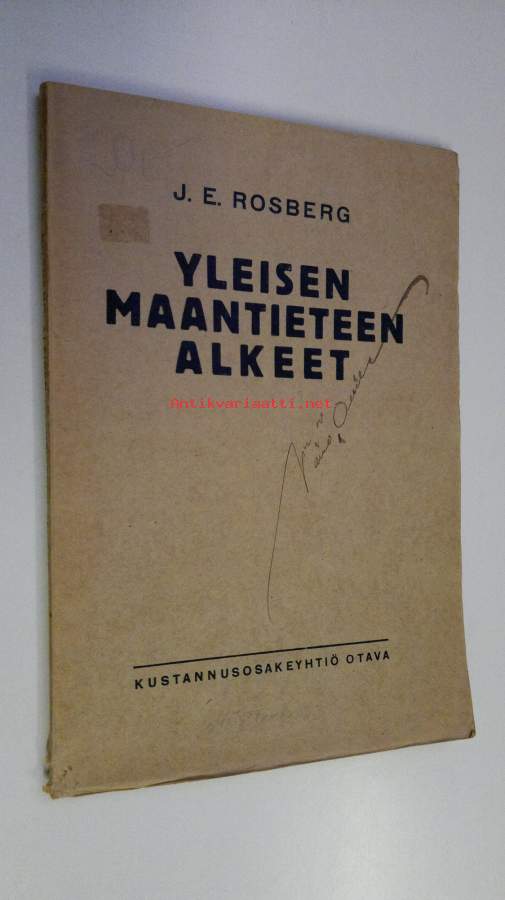 J. E. ROSBERG
YLEISEN
MAANTIETEEN
ALKEET
Antikvariaatti.net
KUSTANNUSOSAKEYHTIÖ OTAVA